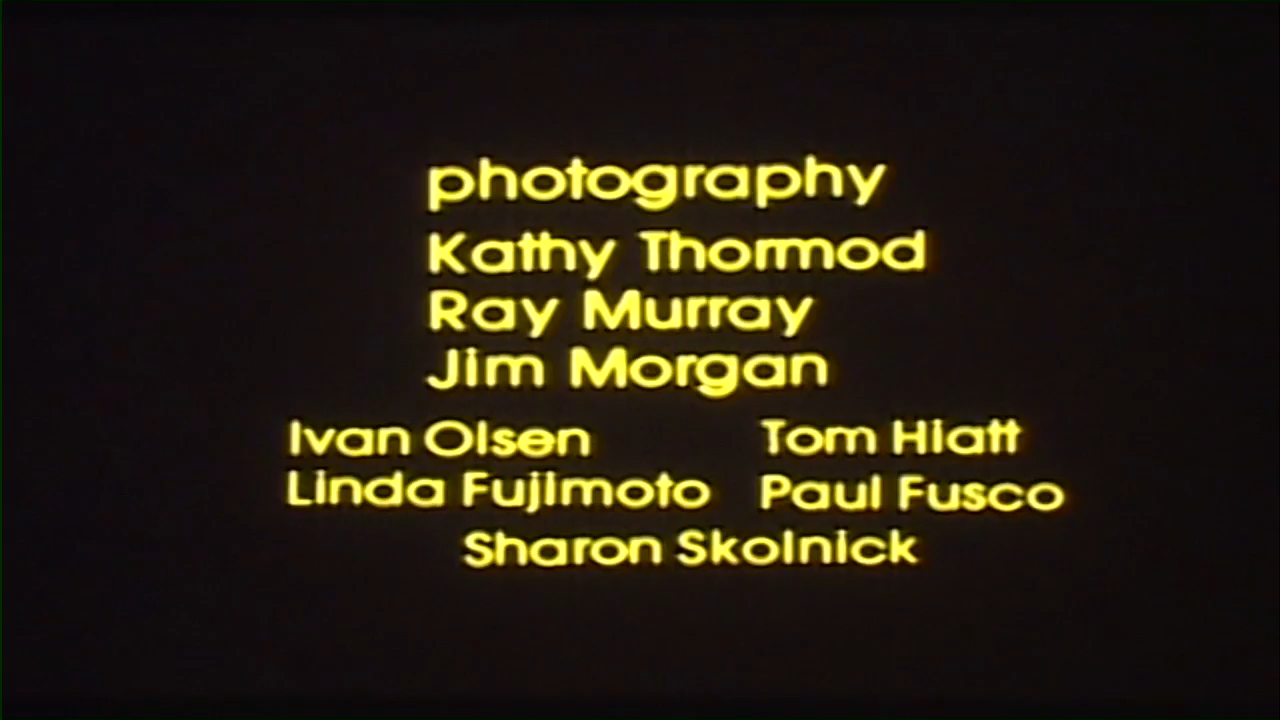 photography
Kathy Thormod
Ray Murray
Jim Morgan
Ivan Olsen Tom Hiatt
Linda Fujimoto Paul Fusco
Sharon Skolnick